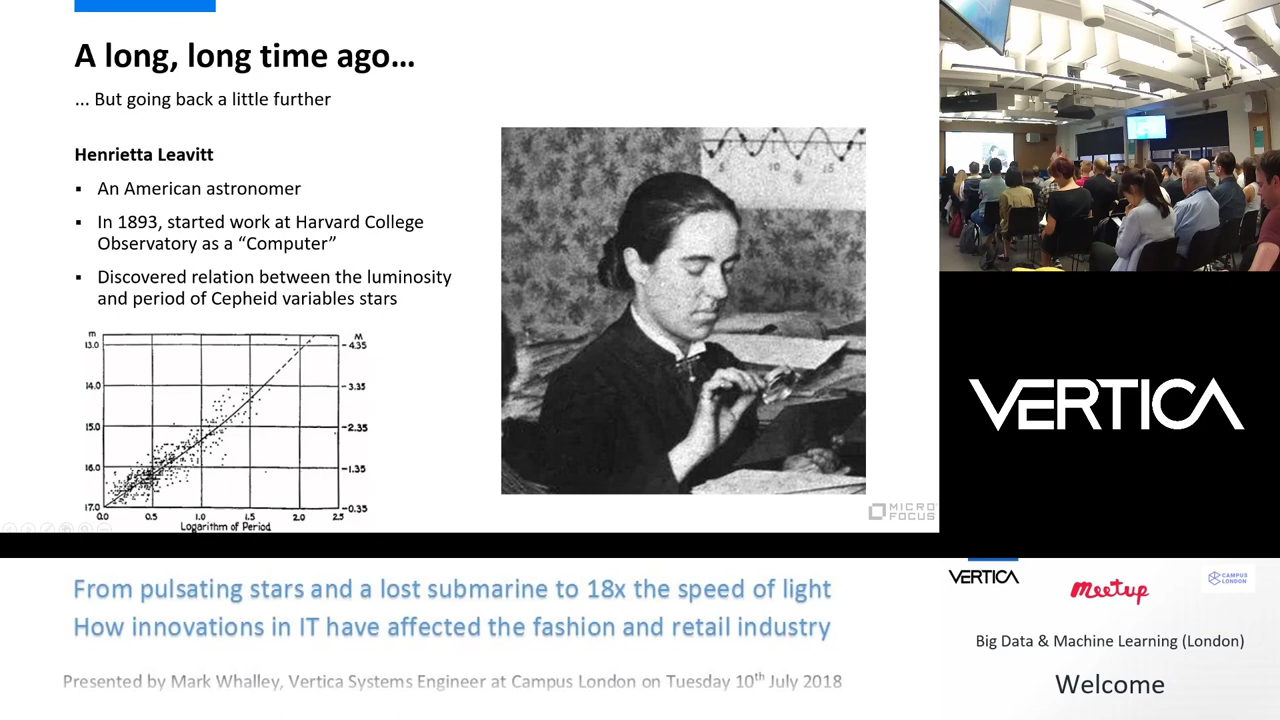 A long, long time ago...
... But going back a little further
Henrietta Leavitt
▪ An American astronomer
▪ In 1893, started work at Harvard College
Observatory as a “Computer”
▪ Discovered relation between the luminosity
and period of Cepheid variables stars
m
13.0
14.0
15.0
16.0
17.0
M
-4.35
-3.35
-2.35
-1.35
-0.35
0.0 0.5 1.0 1.5 2.0 2.5
Logarithm of Period
5 10 15
MICRO
FOCUS
VERTICA
From pulsating stars and a lost submarine to 18x the speed of light
How innovations in IT have affected the fashion and retail industry
Presented by Mark Whalley, Vertica Systems Engineer at Campus London on Tuesday 10th July 2018
VERTICA
meetup
CAMPUS
LONDON
Big Data & Machine Learning (London)
Welcome